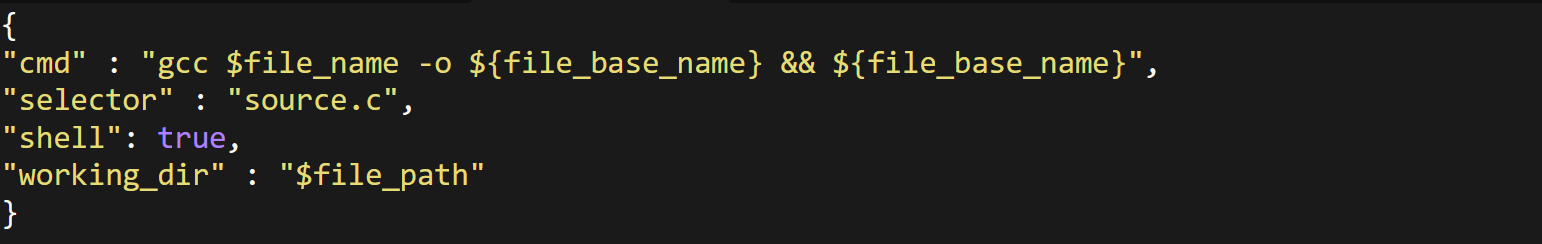 {
"cmd" : "gcc $file_name -o ${file_base_name} && ${file_base_name}",
"selector" : "source.c",
"shell": true,
"working_dir" : "$file_path"
}